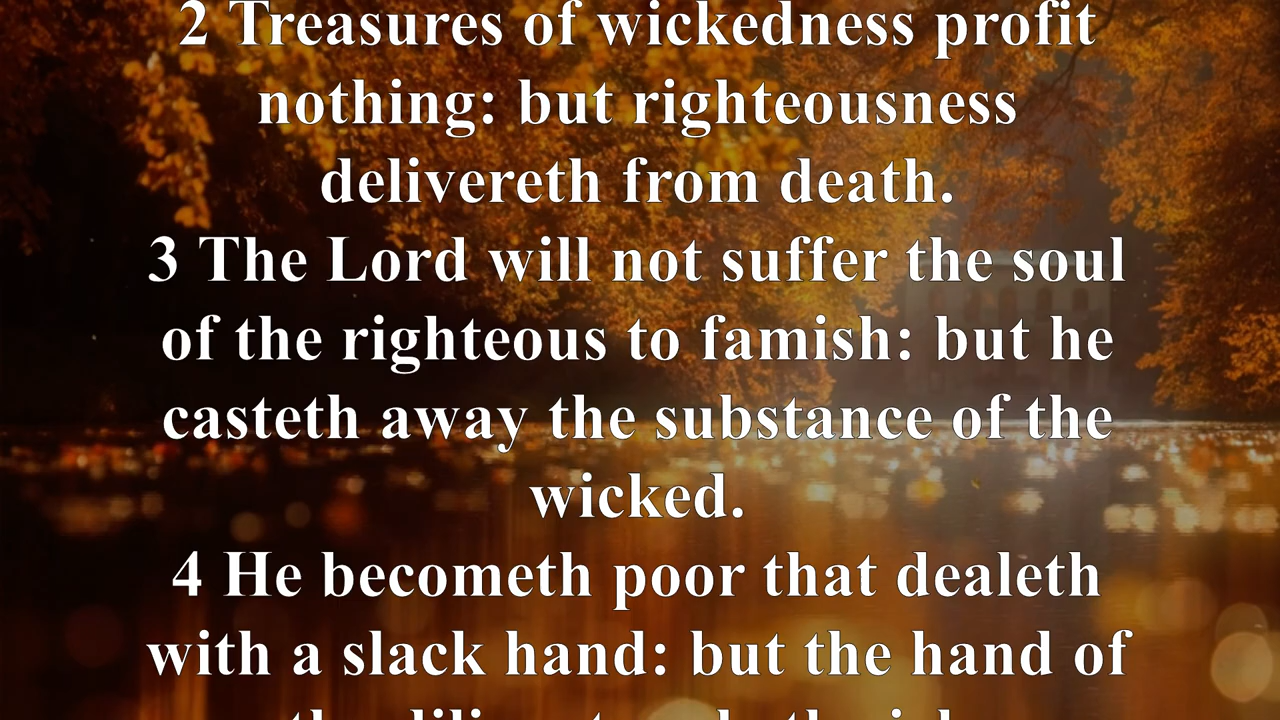 2 Treasures of wickedness profit
nothing: but righteousness
delivereth from death.
3 The Lord will not suffer the soul
of the righteous to famish: but he
casteth away the substance of the
wicked.
4 He becometh poor that dealeth
with a slack hand: but the hand of